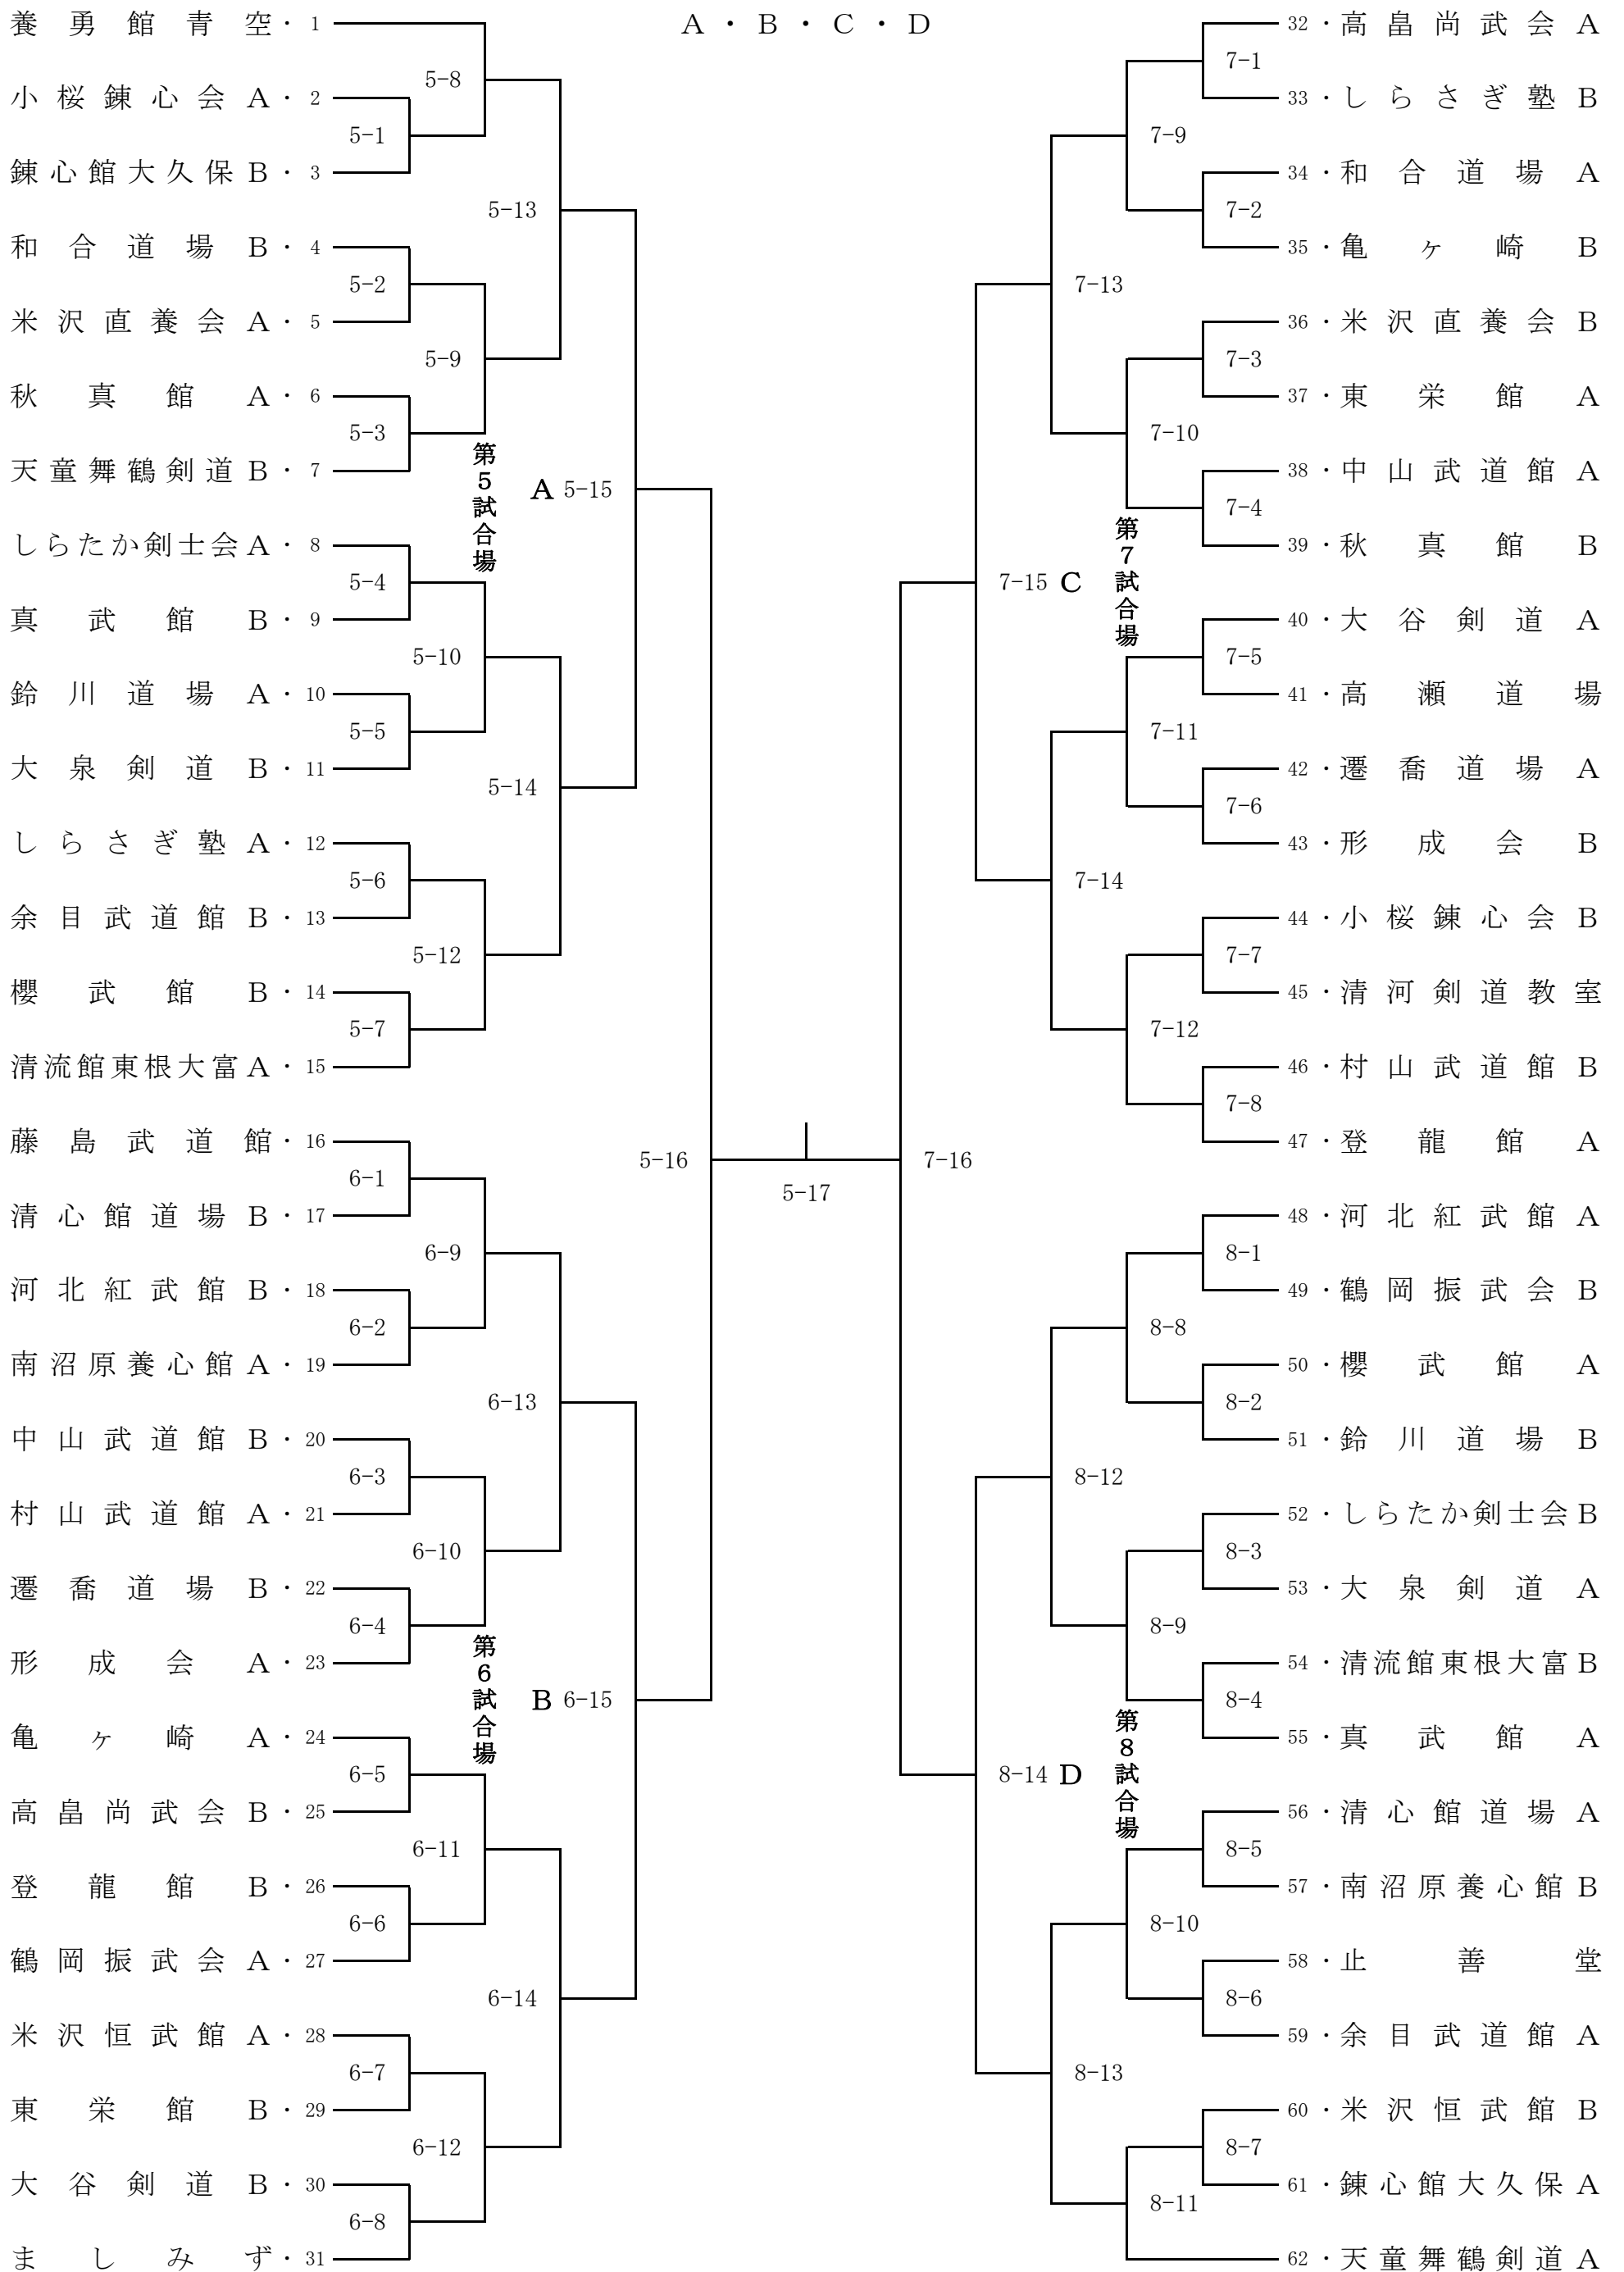 A・B・C・D
養勇館青空・1
小桜錬心会A・2
錬心館大久保B・3
和合道場B・4
米沢直養会A・5
秋真館A・6
天童舞鶴剣道B・7
しらたか剣士会A・8
真武館B・9
鈴川道場A・10
大泉剣道B・11
しらさぎ塾A・12
余目武道館B・13
櫻武館B・14
清流館東根大富A・15
藤島武道館・16
清心館道場B・17
河北紅武館B・18
南沼原養心館A・19
中山武道館B・20
村山武道館A・21
遷喬道場B・22
形成会A・23
亀ヶ崎A・24
高畠尚武会B・25
登龍館B・26
鶴岡振武会A・27
米沢恒武館A・28
東栄館B・29
大谷剣道B・30
ましみず・31
5-1
5-2
5-3
5-4
5-5
5-6
5-7
6-1
6-2
6-3
6-4
6-5
6-6
6-7
6-8
5-8
5-9
5-10
5-12
6-9
6-10
6-11
6-12
第5試合場
第6試合場
5-13
5-14
6-13
6-14
A 5-15
B 6-15
5-16
5-17
7-16
7-15 C
8-14 D
7-13
7-14
8-12
8-13
第7試合場
第8試合場
7-9
7-10
7-11
7-12
8-8
8-9
8-10
8-11
7-1
7-2
7-3
7-4
7-5
7-6
7-7
7-8
8-1
8-2
8-3
8-4
8-5
8-6
8-7
32・高畠尚武会A
33・しらさぎ塾B
34・和合道場A
35・亀ヶ崎B
36・米沢直養会B
37・東栄館A
38・中山武道館A
39・秋真館B
40・大谷剣道A
41・高瀬道場
42・遷喬道場A
43・形成会B
44・小桜錬心会B
45・清河剣道教室
46・村山武道館B
47・登龍館A
48・河北紅武館A
49・鶴岡振武会B
50・櫻武館A
51・鈴川道場B
52・しらたか剣士会B
53・大泉剣道A
54・清流館東根大富B
55・真武館A
56・清心館道場A
57・南沼原養心館B
58・止善堂
59・余目武道館A
60・米沢恒武館B
61・錬心館大久保A
62・天童舞鶴剣道A